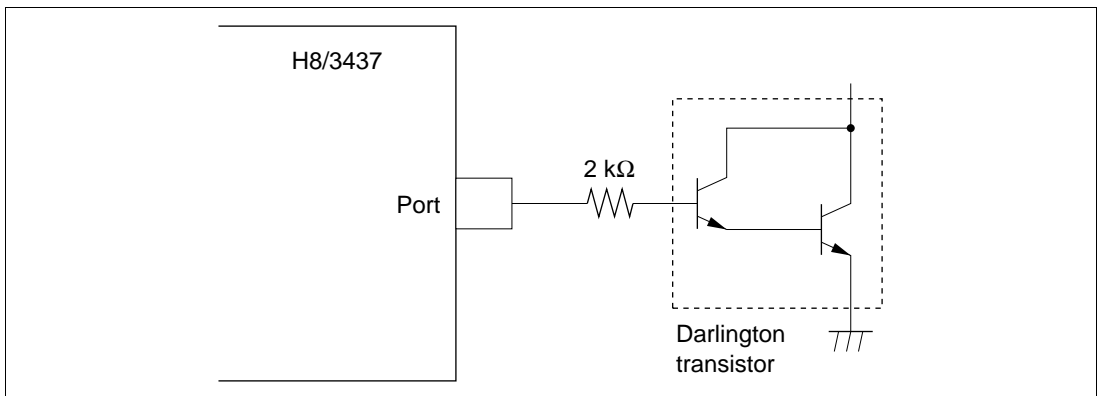 H8/3437
2 kΩ
Port
Darlington
transistor